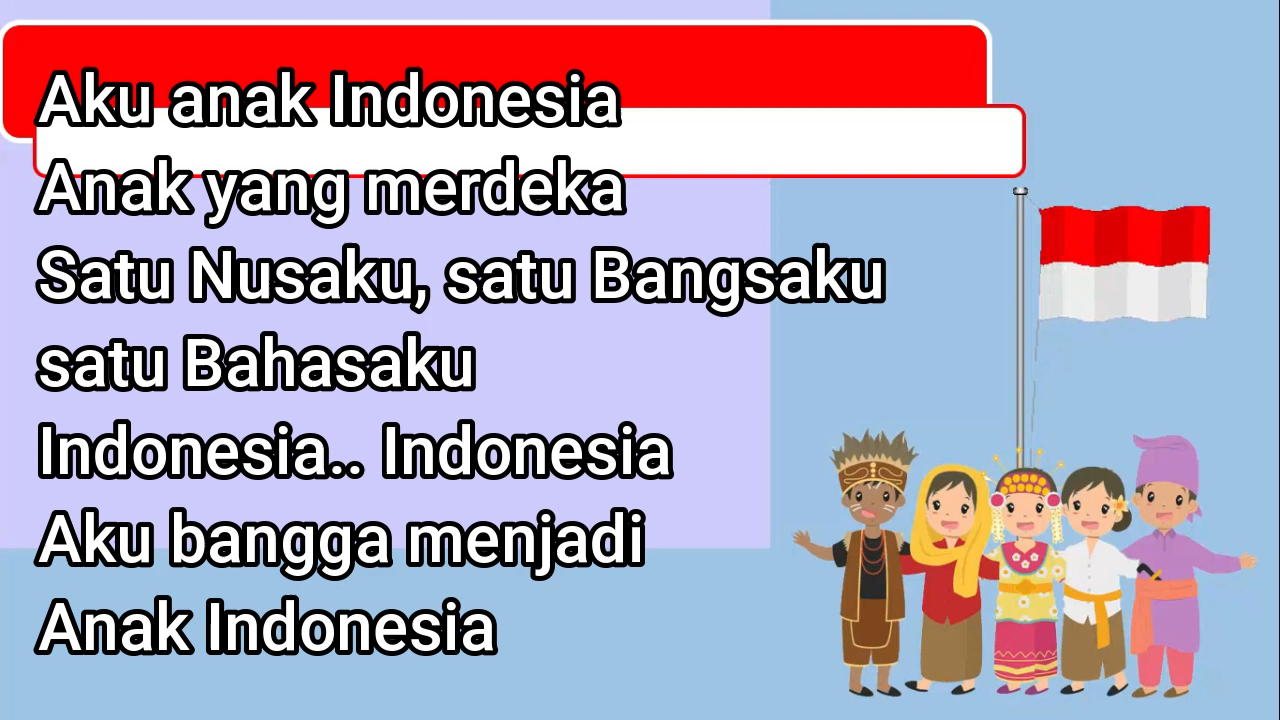 Aku anak Indonesia
Anak yang merdeka
Satu Nusaku, satu Bangsaku
satu Bahasaku
Indonesia.. Indonesia
Aku bangga menjadi
Anak Indonesia